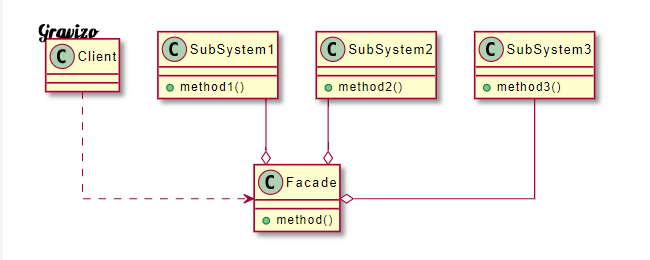 Gravizo
C Client
C SubSystem1
method1()
C SubSystem2
method2()
C SubSystem3
method3()
C Facade
method()